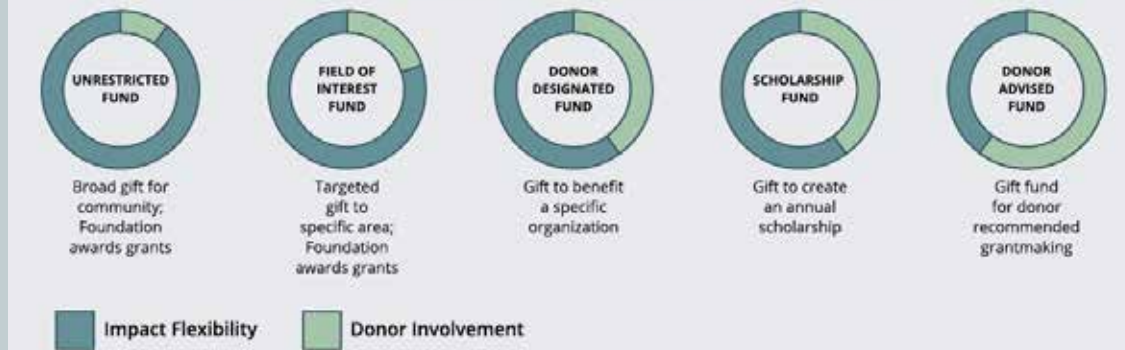 UNRESTRICTED
FUND
Broad gift for
community;
Foundation
awards grants
FIELD OF
INTEREST
FUND
Targeted
gift to
specific area;
Foundation
awards grants
DONOR
DESIGNATED
FUND
Gift to benefit
a specific
organization
SCHOLARSHIP
FUND
Gift to create
an annual
scholarship
DONOR
ADVISED
FUND
Gift fund
for donor
recommended
grantmaking
Impact Flexibility
Donor Involvement